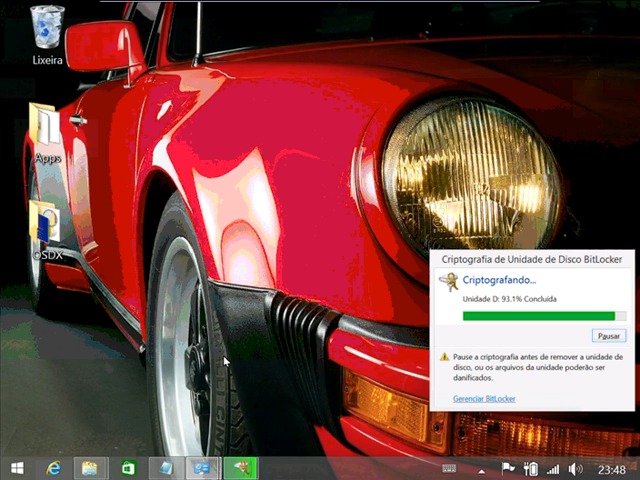 Lixeira
Apps
OSDX
Criptografia de Unidade de Disco BitLocker
Criptografando...
Unidade D: 93.1% Concluída
Pausar
Pause a criptografia antes de remover a unidade de
disco, ou os arquivos da unidade poderão ser
danificados.
Gerenciar BitLocker
23:48